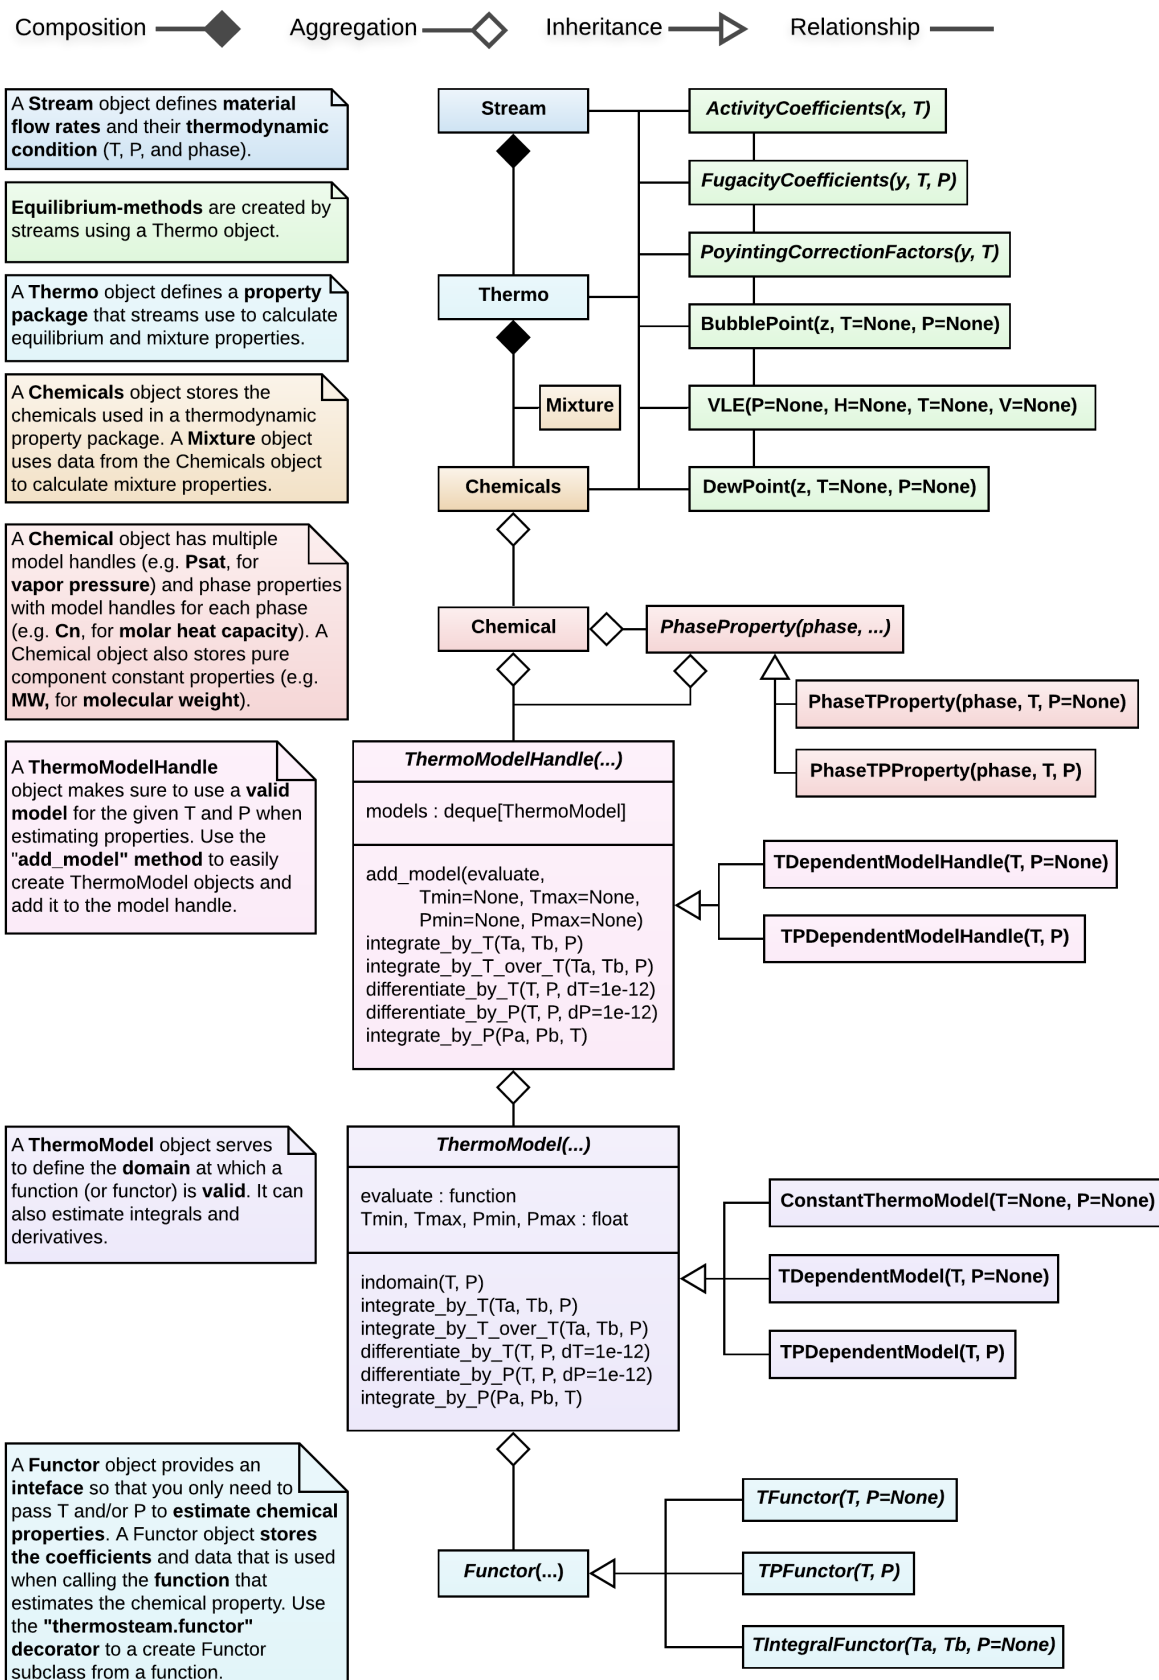 Composition
Aggregation
Inheritance
Relationship
A Stream object defines material
flow rates and their thermodynamic
condition (T, P, and phase).
Equilibrium-methods are created by
streams using a Thermo object.
A Thermo object defines a property
package that streams use to calculate
equilibrium and mixture properties.
A Chemicals object stores the
chemicals used in a thermodynamic
property package. A Mixture object
uses data from the Chemicals object
to calculate mixture properties.
A Chemical object has multiple
model handles (e.g. Psat, for
vapor pressure) and phase properties
with model handles for each phase
(e.g. Cn, for molar heat capacity). A
Chemical object also stores pure
component constant properties (e.g.
MW, for molecular weight).
A ThermoModelHandle
object makes sure to use a valid
model for the given T and P when
estimating properties. Use the
"add_model" method to easily
create ThermoModel objects and
add it to the model handle.
A ThermoModel object serves
to define the domain at which a
function (or functor) is valid. It can
also estimate integrals and
derivatives.
A Functor object provides an
inteface so that you only need to
pass T and/or P to estimate chemical
properties. A Functor object stores
the coefficients and data that is used
when calling the function that
estimates the chemical property. Use
the "thermosteam.functor"
decorator to a create Functor
subclass from a function.
Stream
Thermo
Mixture
Chemicals
ActivityCoefficients(x, T)
FugacityCoefficients(y, T, P)
PoyintingCorrectionFactors(y, T)
BubblePoint(z, T=None, P=None)
VLE(P=None, H=None, T=None, V=None)
DewPoint(z, T=None, P=None)
Chemical
PhaseProperty(phase, ...)
PhaseTProperty(phase, T, P=None)
PhaseTPProperty(phase, T, P)
ThermoModelHandle(...)
models : deque[ThermoModel]
add_model(evaluate,
Tmin=None, Tmax=None,
Pmin=None, Pmax=None)
integrate_by_T(Ta, Tb, P)
integrate_by_T_over_T(Ta, Tb, P)
differentiate_by_T(T, P, dT=1e-12)
differentiate_by_P(T, P, dP=1e-12)
integrate_by_P(Pa, Pb, T)
TDependentModelHandle(T, P=None)
TPDependentModelHandle(T, P)
ThermoModel(...)
evaluate : function
Tmin, Tmax, Pmin, Pmax : float
indomain(T, P)
integrate_by_T(Ta, Tb, P)
integrate_by_T_over_T(Ta, Tb, P)
differentiate_by_T(T, P, dT=1e-12)
differentiate_by_P(T, P, dP=1e-12)
integrate_by_P(Pa, Pb, T)
ConstantThermoModel(T=None, P=None)
TDependentModel(T, P=None)
TPDependentModel(T, P)
Functor(...)
TFunctor(T, P=None)
TPFunctor(T, P)
TIntegralFunctor(Ta, Tb, P=None)